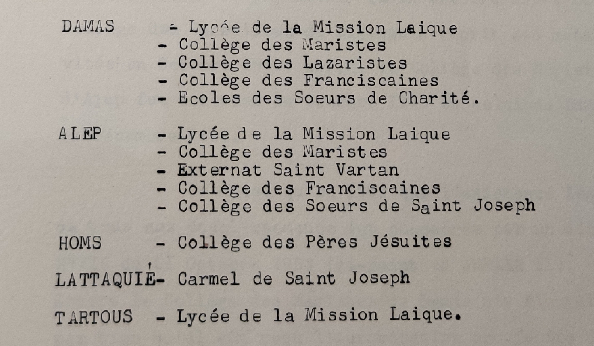 DAMAS - Lycée de la Mission Laique
- Collège des Maristes
- Collège des Lazaristes
- Collège des Franciscaines
- Ecoles des Soeurs de Charité.
ALEP - Lycée de la Mission Laique
- Collège des Maristes
- Externat Saint Vartan
- Collège des Franciscaines
- Collège des Soeurs de Saint Joseph
HOMS - Collège des Pères Jésuites
LATTAQUIÉ- Carmel de Saint Joseph
TARTOUS - Lycée de la Mission Laique.